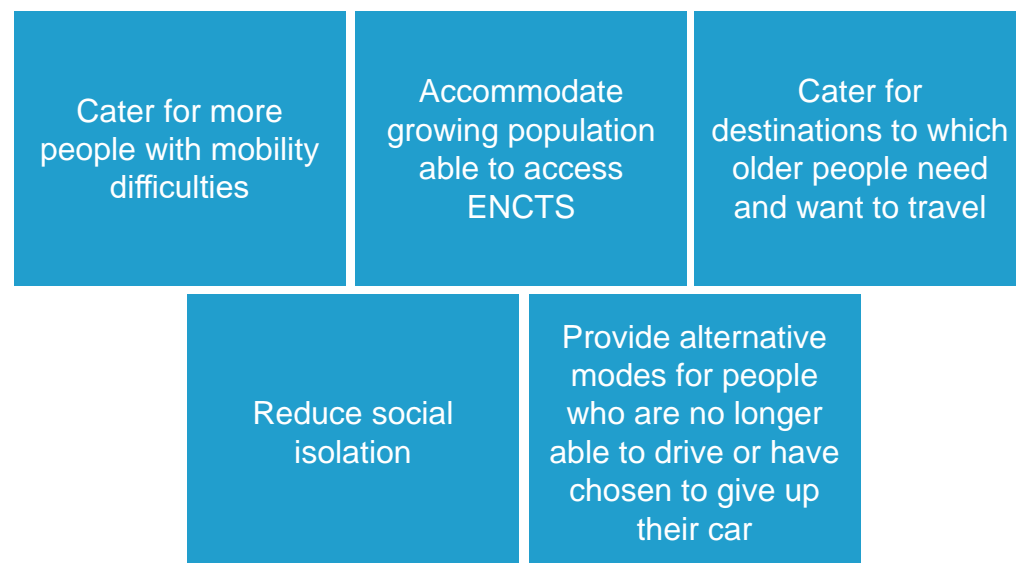 Cater for more
people with mobility
difficulties
Accommodate
growing population
able to access
ENCTS
Cater for
destinations to which
older people need
and want to travel
Reduce social
isolation
Provide alternative
modes for people
who are no longer
able to drive or have
chosen to give up
their car